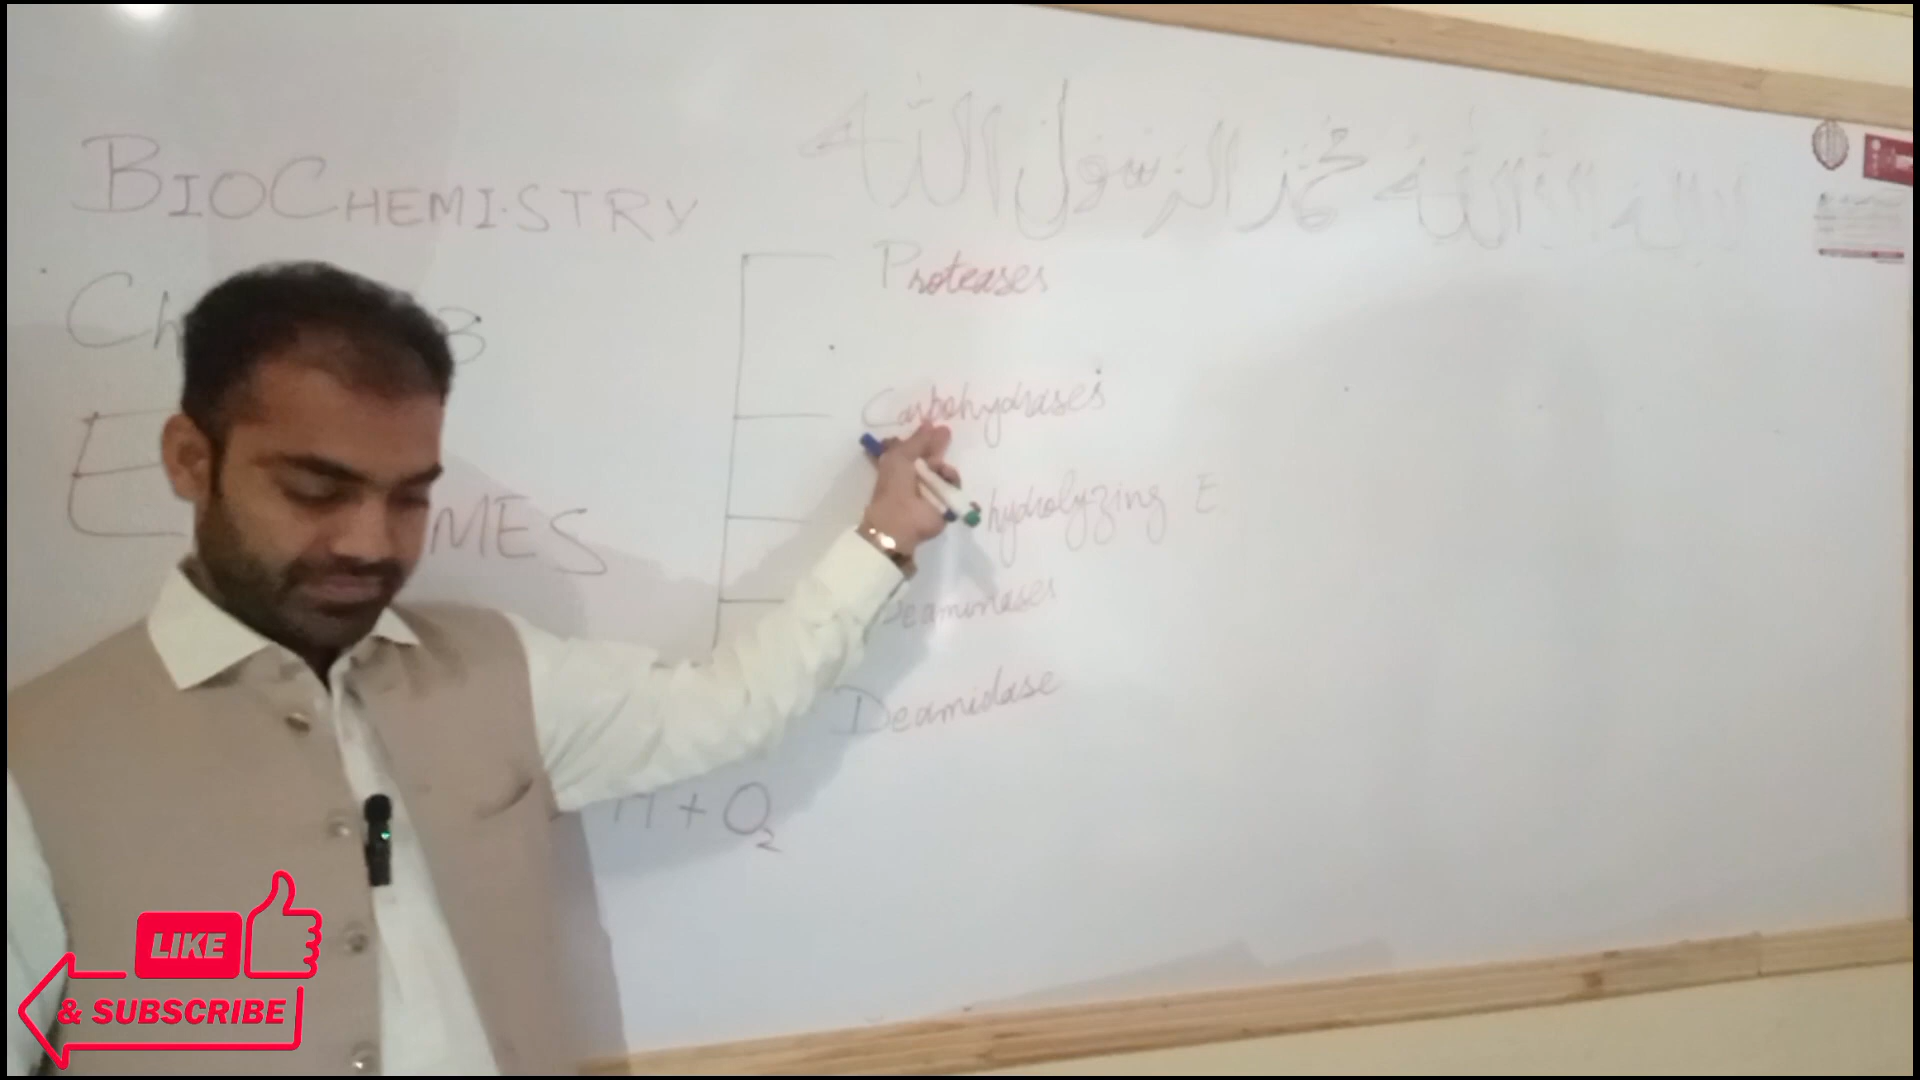 BIOCHEMISTRY
لا اله الا الله محمد الرسول الله
Proteases
Carbohydrases
hydrolyzing E
MES
Deaminases
Deamidase
H + O2
LIKE
& SUBSCRIBE